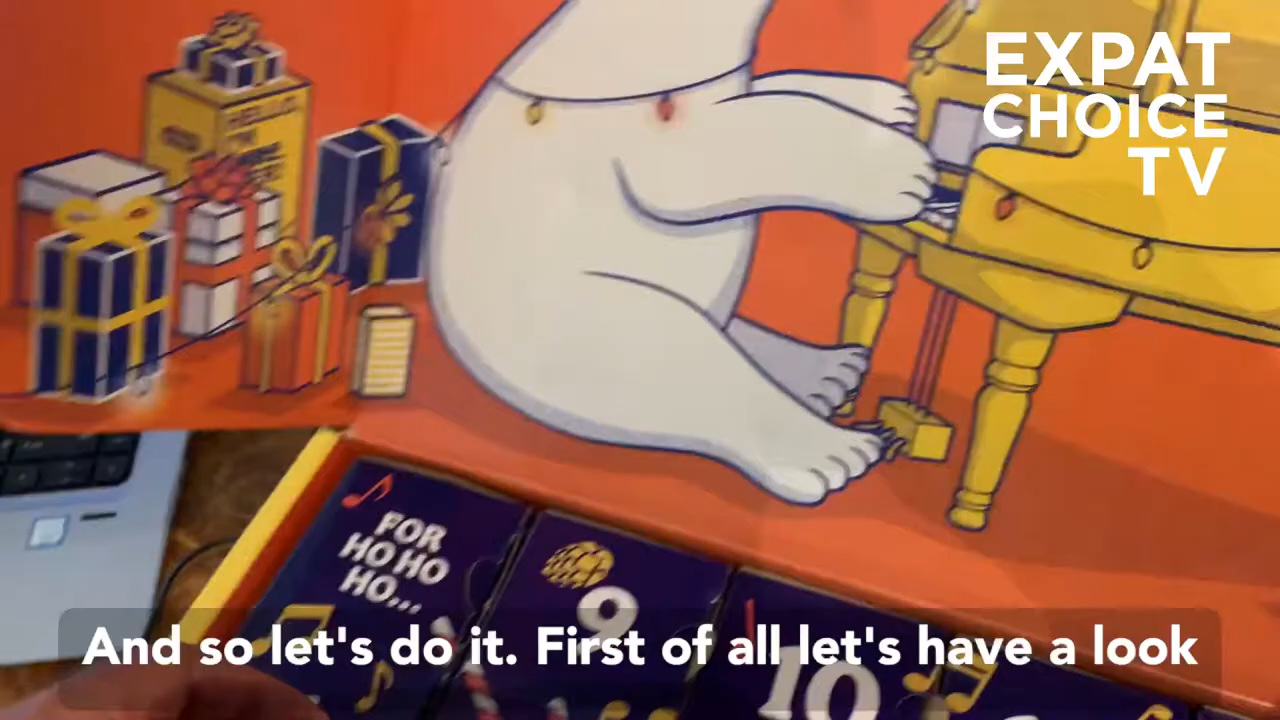 EXPAT
CHOICE
TV
HELLO
FOR
HO HO
HO...
9
10
And so let's do it. First of all let's have a look